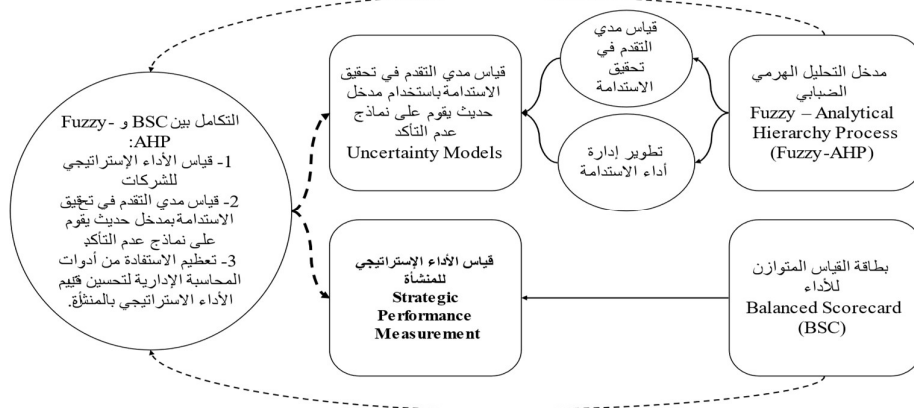 مدخل التحليل الهرمي
الضبابي
Fuzzy – Analytical
Hierarchy Process
(Fuzzy-AHP)
قياس مدي
التقدم في
تحقيق
الاستدامة
تطوير إدارة
أداء الاستدامة
قياس مدي التقدم في تحقيق
الاستدامة باستخدام مدخل
حديث يقوم على نماذج
عدم التأكد
Uncertainty Models
بطاقة القياس المتوازن
للأداء
Balanced Scorecard
(BSC)
قياس الأداء الإستراتيجي
للمنشأة
Strategic
Performance
Measurement
التكامل بين BSC و Fuzzy-
AHP:
1- قياس الأداء الإستراتيجي
للشركات
2- قياس مدي التقدم في تحقيق
الاستدامة بمدخل حديث يقوم
على نماذج عدم التأكد
3- تعظيم الاستفادة من أدوات
المحاسبة الإدارية لتحسين تقييم
الأداء الاستراتيجي بالمنشأة.